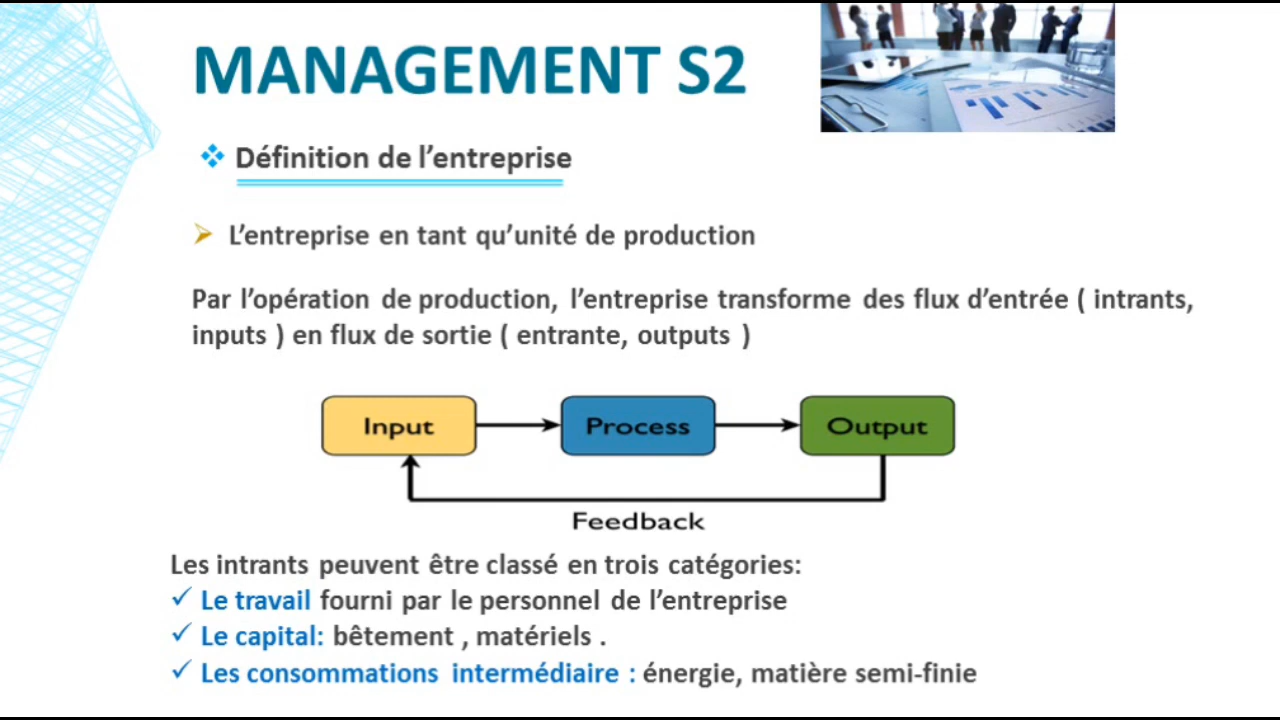 MANAGEMENT S2
Définition de l’entreprise
L’entreprise en tant qu’unité de production
Par l’opération de production, l’entreprise transforme des flux d’entrée ( intrants,
inputs ) en flux de sortie ( entrante, outputs )
Input
Process
Output
Feedback
Les intrants peuvent être classé en trois catégories:
Le travail fourni par le personnel de l’entreprise
Le capital: bêtement , matériels .
Les consommations intermédiaire : énergie, matière semi-finie